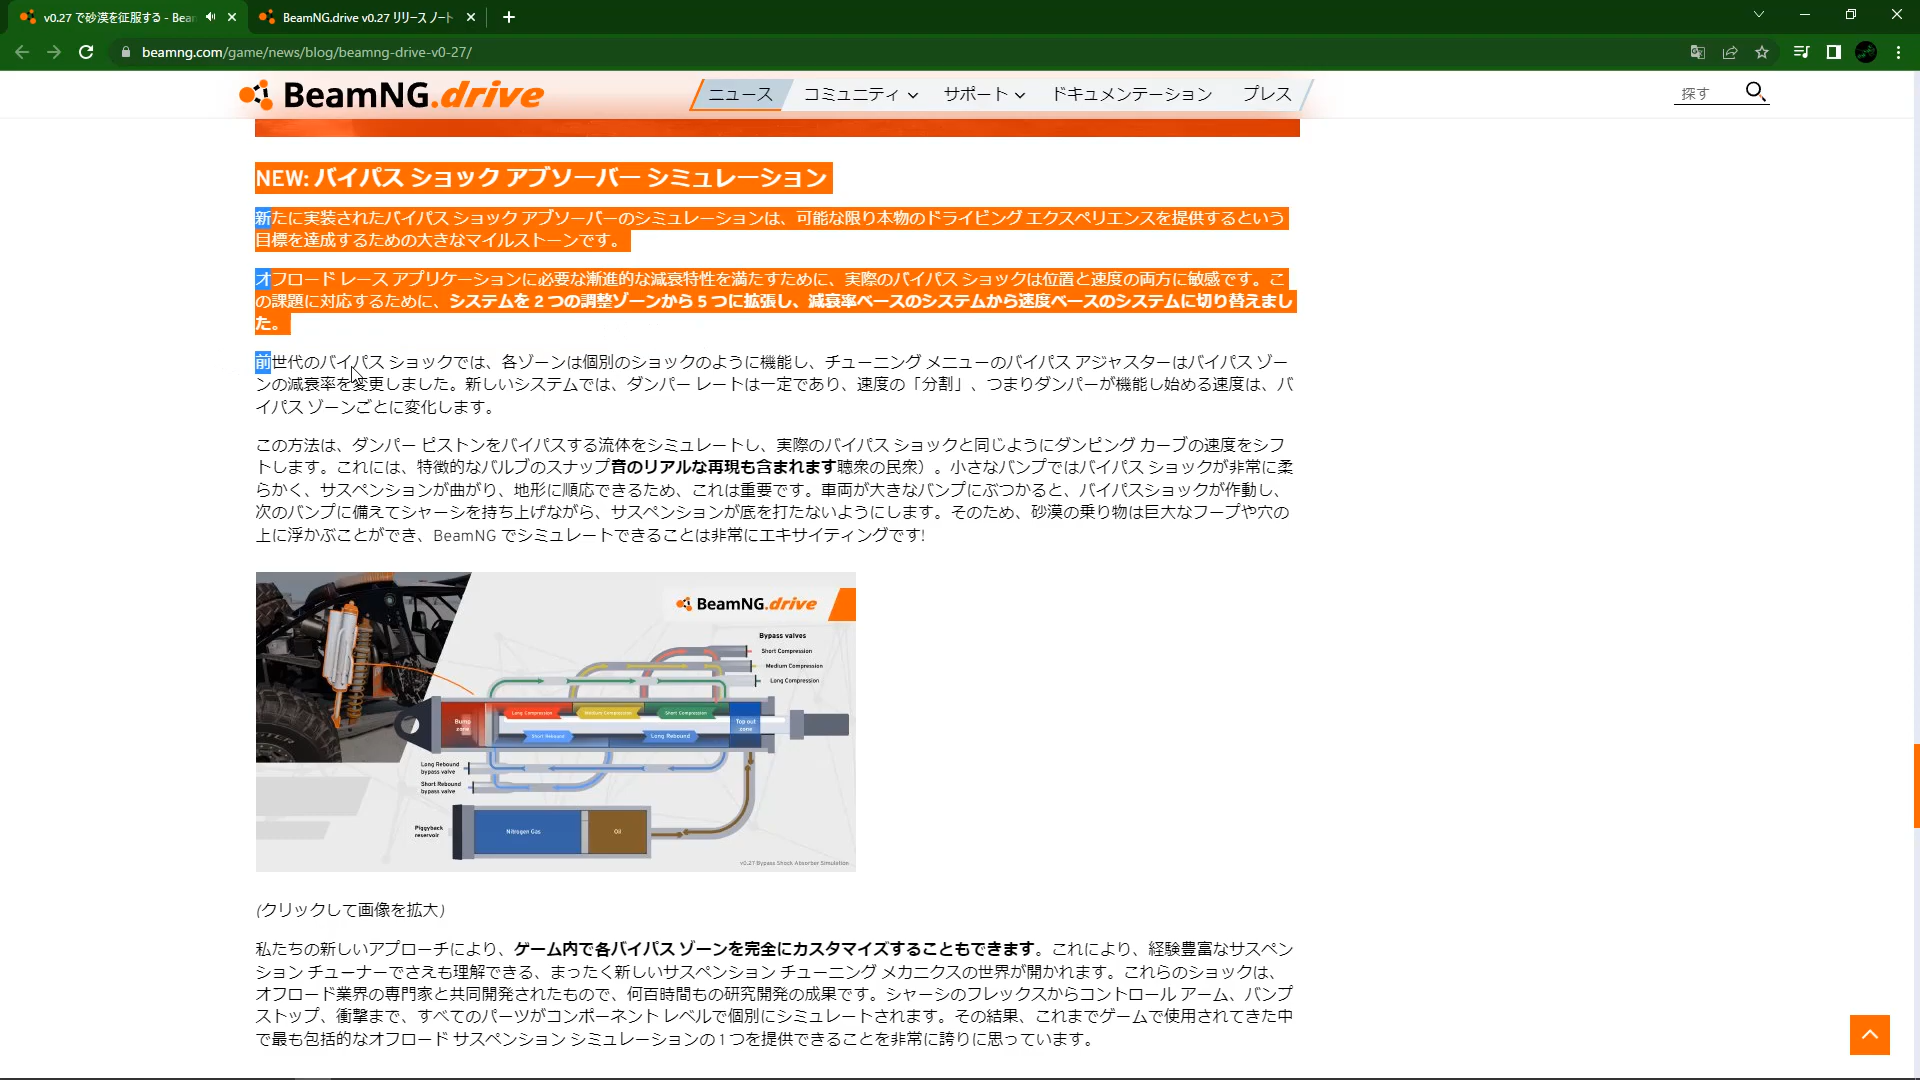 v0.27 で砂漠を征服する - Bear
BeamNG.drive v0.27 リリース ノート
beamng.com/game/news/blog/beamng-drive-v0-27/
BeamNG.drive
ニュース
コミュニティ
サポート
ドキュメンテーション
プレス
探す
NEW: バイパス ショック アブソーバー シミュレーション
新たに実装されたバイパス ショック アブソーバーのシミュレーションは、可能な限り本物のドライビング エクスペリエンスを提供するという
目標を達成するための大きなマイルストーンです。
オフロード レース アプリケーションに必要な漸進的な減衰特性を満たすために、実際のバイパス ショックは位置と速度の両方に敏感です。こ
の課題に対応するために、システムを 2 つの調整ゾーンから 5 つに拡張し、減衰率ベースのシステムから速度ベースのシステムに切り替えまし
た。
前世代のバイパス ショックでは、各ゾーンは個別のショックのように機能し、チューニング メニューのバイパス アジャスターはバイパス ゾー
ンの減衰率を変更しました。新しいシステムでは、ダンパー レートは一定であり、速度の「分割」、つまりダンパーが機能し始める速度は、バ
イパス ゾーンごとに変化します。
この方法は、ダンパー ピストンをバイパスする流体をシミュレートし、実際のバイパス ショックと同じようにダンピング カーブの速度をシフ
トします。これには、特徴的なバルブのスナップ音のリアルな再現も含まれます聴衆の民衆）。小さなバンプではバイパス ショックが非常に柔
らかく、サスペンションが曲がり、地形に順応できるため、これは重要です。車両が大きなバンプにぶつかると、バイパスショックが作動し、
次のバンプに備えてシャーシを持ち上げながら、サスペンションが底を打たないようにします。そのため、砂漠の乗り物は巨大なフープや穴の
上に浮かぶことができ、BeamNG でシミュレートできることは非常にエキサイティングです!
BeamNG.drive
Bypass valves
Short Compression
Medium Compression
Long Compression
Bump zone
Long Compression
Medium Compression
Short Compression
Top out zone
Short Rebound
Long Rebound
Long Rebound
bypass valve
Short Rebound
bypass valve
Piggyback
reservoir
Nitrogen Gas
Oil
v0.27 Bypass Shock Absorber Simulation
(クリックして画像を拡大)
私たちの新しいアプローチにより、ゲーム内で各バイパス ゾーンを完全にカスタマイズすることもできます。これにより、経験豊富なサスペン
ション チューナーでさえも理解できる、まったく新しいサスペンション チューニング メカニクスの世界が開かれます。これらのショックは、
オフロード業界の専門家と共同開発されたもので、何百時間もの研究開発の成果です。シャーシのフレックスからコントロール アーム、バンプ
ストップ、衝撃まで、すべてのパーツがコンポーネント レベルで個別にシミュレートされます。その結果、これまでゲームで使用されてきた中
で最も包括的なオフロード サスペンション シミュレーションの 1 つを提供できることを非常に誇りに思っています。